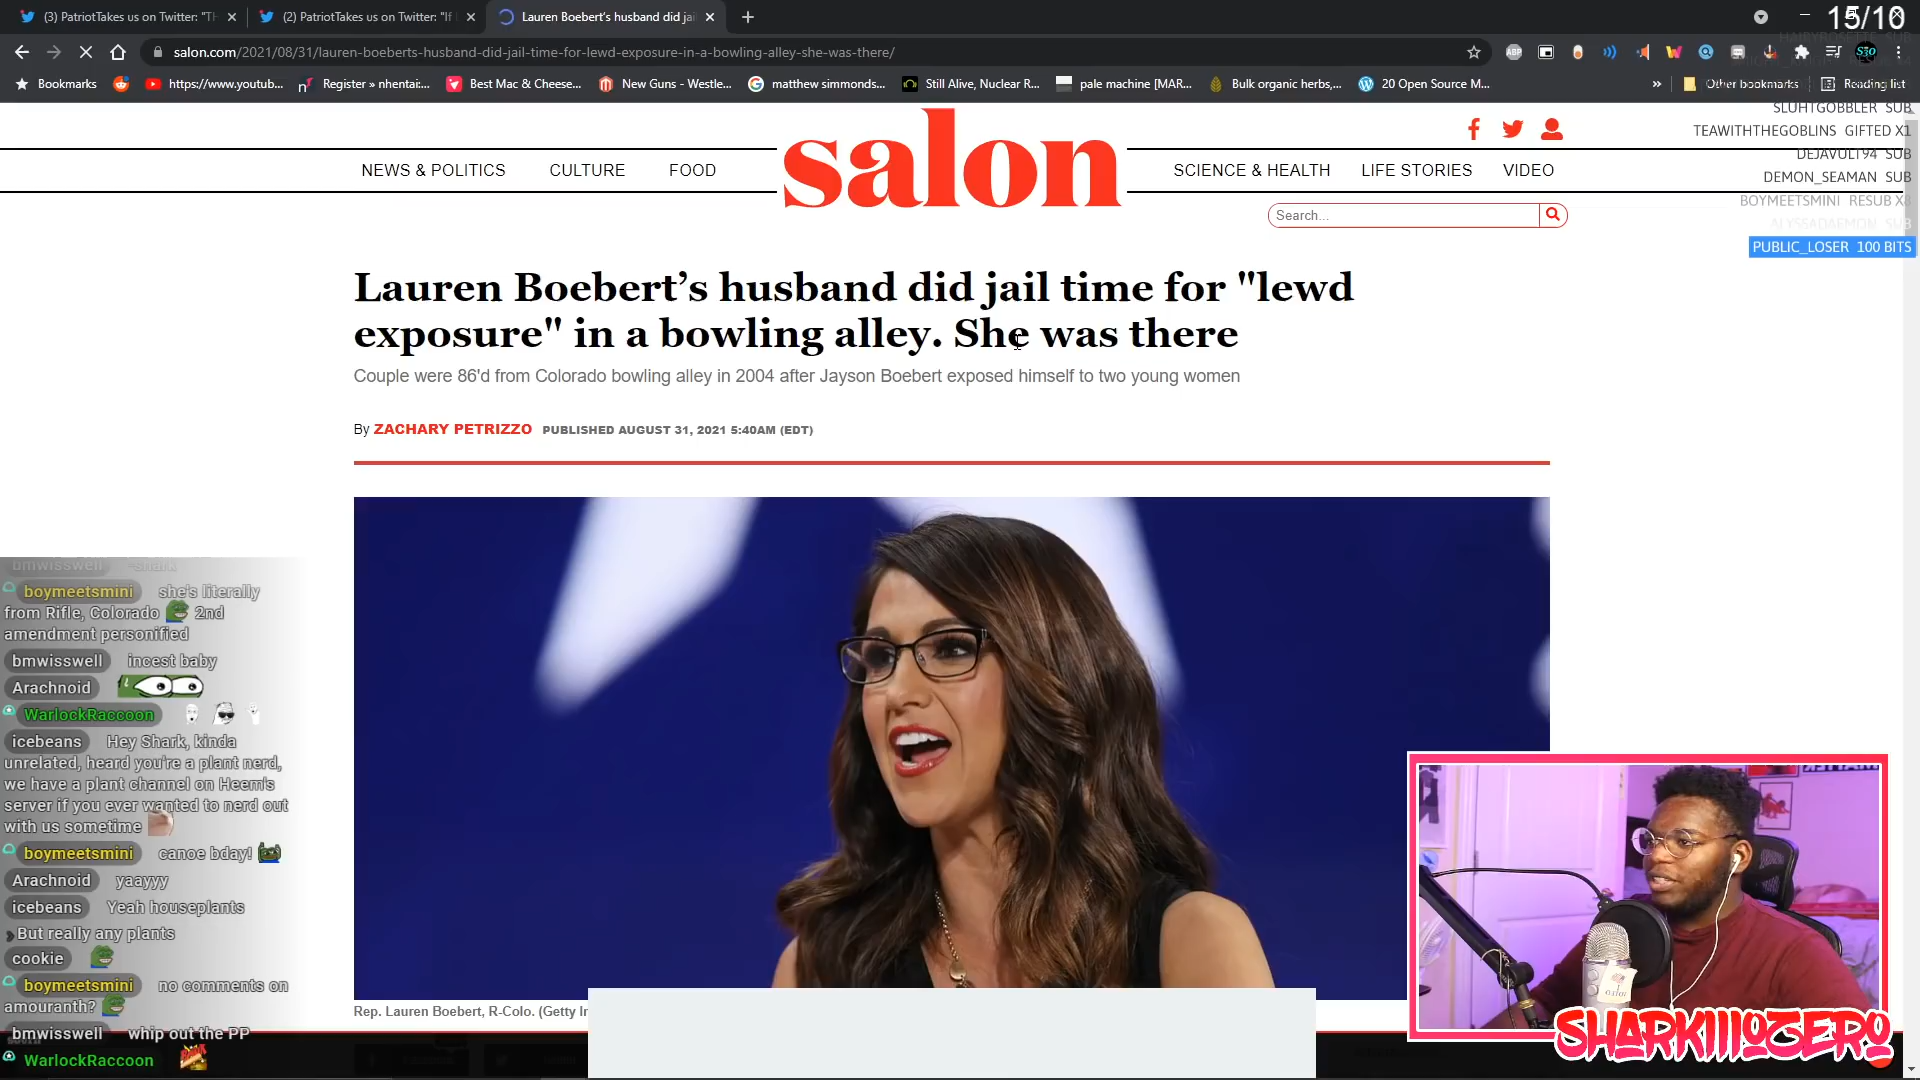 (3) PatriotTakes us on Twitter: "Th
(2) PatriotTakes us on Twitter: "If
Lauren Boebert's husband did jai
15/10
salon.com/2021/08/31/lauren-boeberts-husband-did-jail-time-for-lewd-exposure-in-a-bowling-alley-she-was-there/
Bookmarks
https://www.youtub...
Register » nhentai:...
Best Mac & Cheese...
New Guns - Westle...
matthew simmonds...
Still Alive, Nuclear R...
pale machine [MAR...
Bulk organic herbs,...
20 Open Source M...
»
Other bookmarks
Reading list
SLUHTGOBBLER SUB
TEAWITHTHEGOBLINS GIFTED X1
DEJAVULT94 SUB
DEMON_SEAMAN SUB
BOYMEETSMINI RESUB X8
ALYSSADAEMON SUB
PUBLIC_LOSER 100 BITS
NEWS & POLITICS
CULTURE
FOOD
salon
SCIENCE & HEALTH
LIFE STORIES
VIDEO
Search...
Lauren Boebert’s husband did jail time for "lewd
exposure" in a bowling alley. She was there
Couple were 86'd from Colorado bowling alley in 2004 after Jayson Boebert exposed himself to two young women
By ZACHARY PETRIZZO PUBLISHED AUGUST 31, 2021 5:40AM (EDT)
Rep. Lauren Boebert, R-Colo. (Getty I
bmwisswell -shark
boymeetsmini she's literally
from Rifle, Colorado 2nd
amendment personified
bmwisswell incest baby
Arachnoid
WarlockRaccoon
icebeans Hey Shark, kinda
unrelated, heard you're a plant nerd,
we have a plant channel on Heem's
server if you ever wanted to nerd out
with us sometime
boymeetsmini canoe bday!
Arachnoid yaayyy
icebeans Yeah houseplants
But really any plants
cookie
boymeetsmini no comments on
amouranth?
bmwisswell whip out the PP
WarlockRaccoon
SHARK1110ZERO